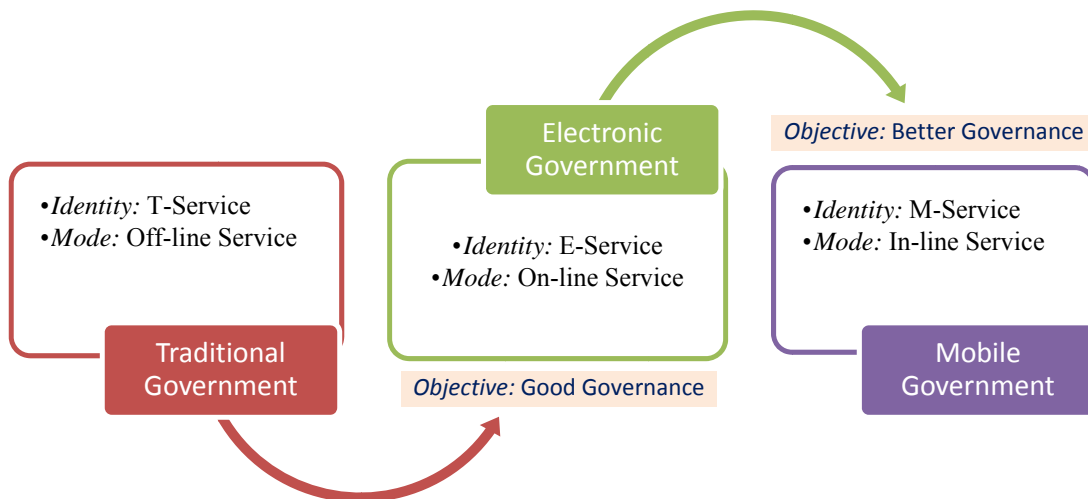 •Identity: T-Service
•Mode: Off-line Service
Traditional
Government
Electronic
Government
•Identity: E-Service
•Mode: On-line Service
Objective: Good Governance
Objective: Better Governance
•Identity: M-Service
•Mode: In-line Service
Mobile
Government